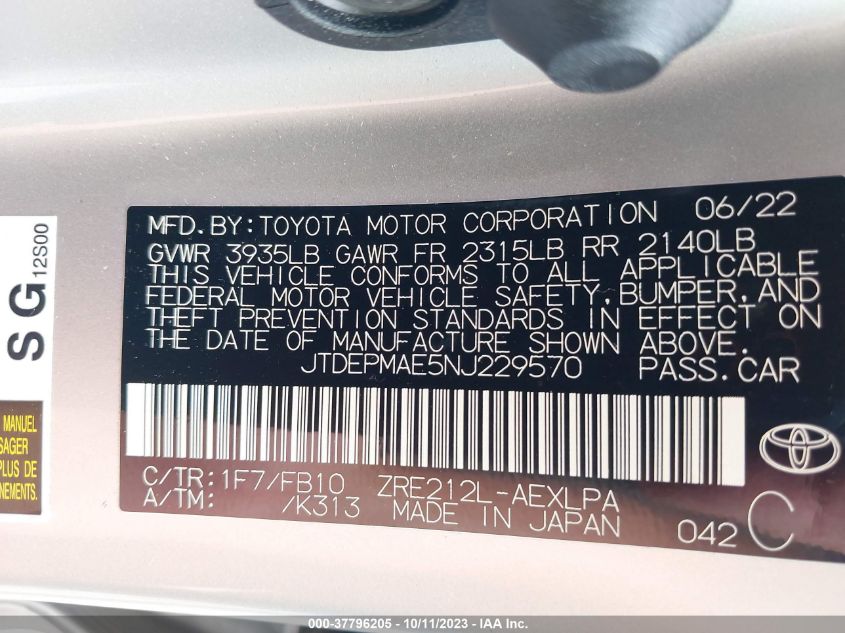 MFD.BY:TOYOTA MOTOR CORPORATION 06/22
GVWR 3935LB GAWR FR 2315LB RR 2140LB
THIS VEHICLE CONFORMS TO ALL APPLICABLE
FEDERAL MOTOR VEHICLE SAFETY,BUMPER,AND
THEFT PREVENTION STANDARDS IN EFFECT ON
THE DATE OF MANUFACTURE SHOWN ABOVE.
JTDEPMAE5NJ229570 PASS.CAR
C/TR:1F7/FB10 ZRE212L-AEXLPA
A/TM: /K313 MADE IN JAPAN 042 C
SG
12S00
MANUEL
SAGER
PLUS DE
ENEMENTS.
000-37796205 - 10/11/2023 - IAA Inc.